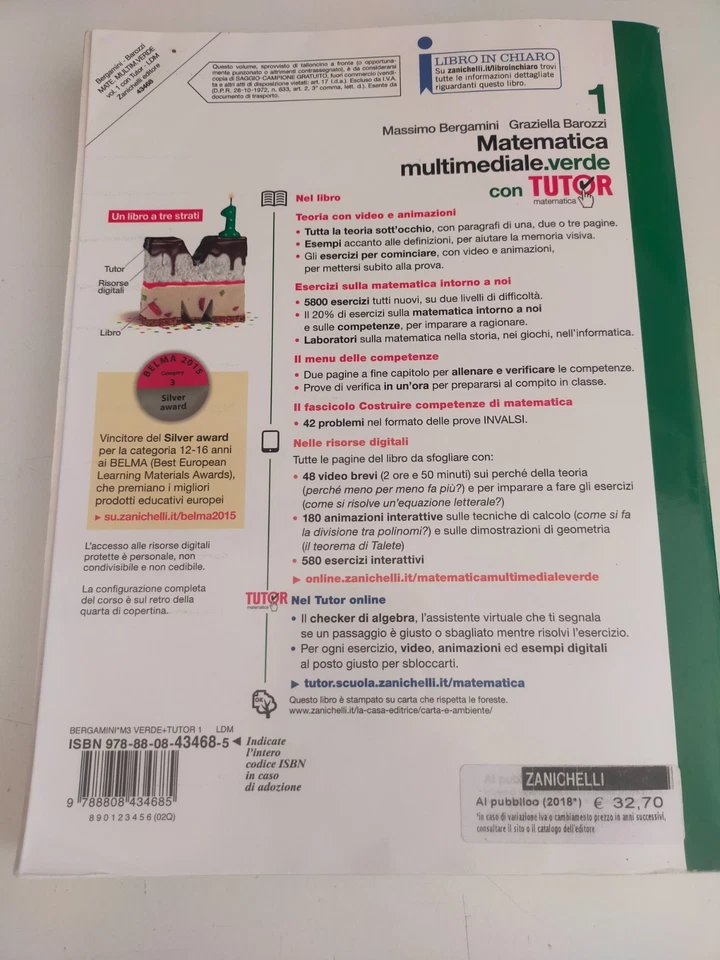 Bergamini - Barozzi
MATE. MULTIM VERDE
vol. 1 con Tutor - LDM
Zanichelli editore
43468
Questo volume, sprovvisto di talloncino a fronte (o opportuna-
mente punzonato o altrimenti contrassegnato), è da considerarsi
copia di SAGGIO-CAMPIONE GRATUITO, fuori commercio (vendi-
ta e altri atti di disposizione vietati: art. 17 l.d.a.). Escluso da I.V.A.
(D.P.R. 26-10-1972, n. 633, art. 2, 3° comma, lett. d.). Esente da
documento di trasporto.
LIBRO IN CHIARO
Su zanichelli.it/libroinchiaro trovi
tutte le informazioni dettagliate
riguardanti questo libro.
1
Massimo Bergamini Graziella Barozzi
Matematica
multimediale.verde
con TUTOR
matematica
Un libro a tre strati
1
Tutor
Risorse
digitali
Libro
M
BELMA 2015
Category
3
Silver
award
Vincitore del Silver award
per la categoria 12-16 anni
ai BELMA (Best European
Learning Materials Awards),
che premiano i migliori
prodotti educativi europei
► su.zanichelli.it/belma2015
L'accesso alle risorse digitali
protette è personale, non
condivisibile e non cedibile.
La configurazione completa
del corso è sul retro della
quarta di copertina.
Nel libro
Teoria con video e animazioni
• Tutta la teoria sott'occhio, con paragrafi di una, due o tre pagine.
• Esempi accanto alle definizioni, per aiutare la memoria visiva.
• Gli esercizi per cominciare, con video e animazioni,
per mettersi subito alla prova.
Esercizi sulla matematica intorno a noi
• 5800 esercizi tutti nuovi, su due livelli di difficoltà.
• Il 20% di esercizi sulla matematica intorno a noi
e sulle competenze, per imparare a ragionare.
• Laboratori sulla matematica nella storia, nei giochi, nell'informatica.
Il menu delle competenze
• Due pagine a fine capitolo per allenare e verificare le competenze.
• Prove di verifica in un'ora per prepararsi al compito in classe.
Il fascicolo Costruire competenze di matematica
• 42 problemi nel formato delle prove INVALSI.
Nelle risorse digitali
Tutte le pagine del libro da sfogliare con:
• 48 video brevi (2 ore e 50 minuti) sui perché della teoria
(perché meno per meno fa più?) e per imparare a fare gli esercizi
(come si risolve un'equazione letterale?)
• 180 animazioni interattive sulle tecniche di calcolo (come si fa
la divisione tra polinomi?) e sulle dimostrazioni di geometria
(il teorema di Talete)
• 580 esercizi interattivi
► online.zanichelli.it/matematicamultimedialeverde
TUTOR
matematica
Nel Tutor online
• Il checker di algebra, l'assistente virtuale che ti segnala
se un passaggio è giusto o sbagliato mentre risolvi l'esercizio.
• Per ogni esercizio, video, animazioni ed esempi digitali
al posto giusto per sbloccarti.
► tutor.scuola.zanichelli.it/matematica
OK
Questo libro è stampato su carta che rispetta le foreste.
www.zanichelli.it/la-casa-editrice/carta-e-ambiente/
BERGAMINI*M3 VERDE+TUTOR 1 LDM
ISBN 978-88-08-43468-5
◄ Indicate
l'intero
codice ISBN
in caso
di adozione
9 788808 434685
8 9 0 1 2 3 4 5 6 (02Q)
ZANICHELLI
Al pubblico (2018*) € 32,70
*in caso di variazione iva o cambiamento prezzo in anni successivi,
consultare il sito o il catalogo dell'editore